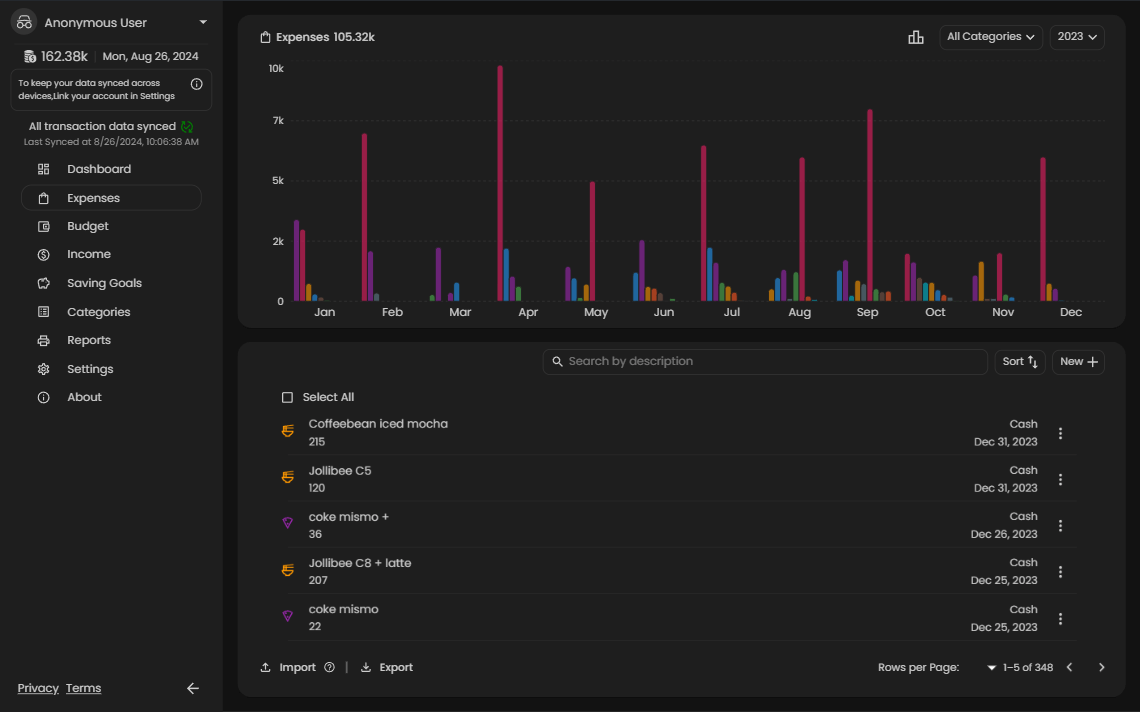 Anonymous User
162.38k | Mon, Aug 26, 2024
To keep your data synced across
devices,Link your account in Settings
All transaction data synced
Last Synced at 8/26/2024, 10:06:38 AM
Dashboard
Expenses
Budget
Income
Saving Goals
Categories
Reports
Settings
About
Privacy Terms
Expenses 105.32k
All Categories
2023
10k
7k
5k
2k
0
Jan Feb Mar Apr May Jun Jul Aug Sep Oct Nov Dec
Search by description
Sort
New
Select All
Coffeebean iced mocha
215
Cash
Dec 31, 2023
Jollibee C5
120
Cash
Dec 31, 2023
coke mismo +
36
Cash
Dec 26, 2023
Jollibee C8 + latte
207
Cash
Dec 25, 2023
coke mismo
22
Cash
Dec 25, 2023
Import | Export
Rows per Page: 1–5 of 348